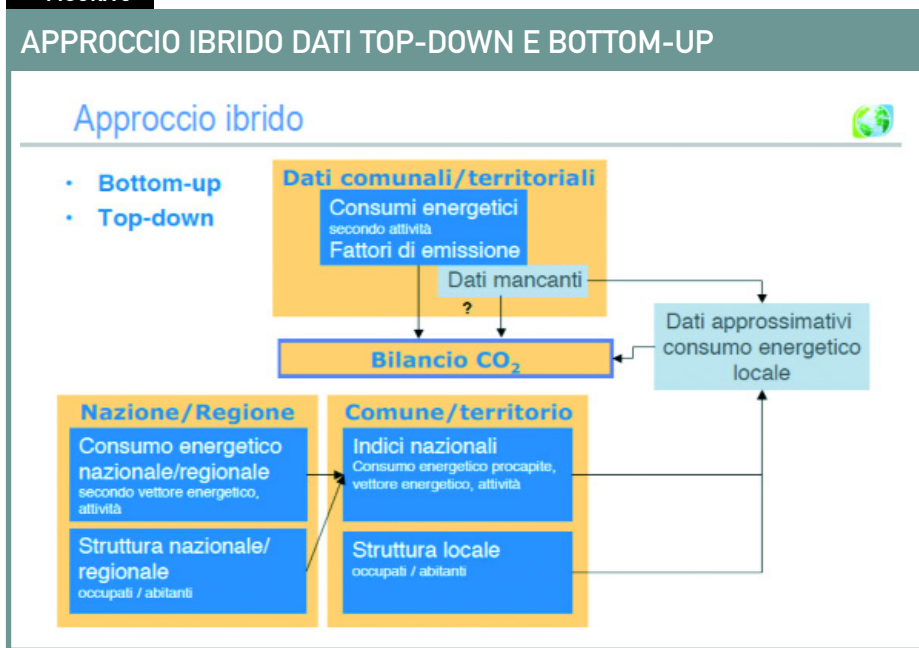 APPROCCIO IBRIDO DATI TOP-DOWN E BOTTOM-UP
Approccio ibrido
• Bottom-up
• Top-down
Dati comunali/territoriali
Consumi energetici
secondo attività
Fattori di emissione
Dati mancanti
?
Bilancio CO₂
Dati approssimativi
consumo energetico
locale
Nazione/Regione
Consumo energetico
nazionale/regionale
secondo vettore energetico,
attività
Struttura nazionale/
regionale
occupati / abitanti
Comune/territorio
Indici nazionali
Consumo energetico procapite,
vettore energetico, attività
Struttura locale
occupati / abitanti